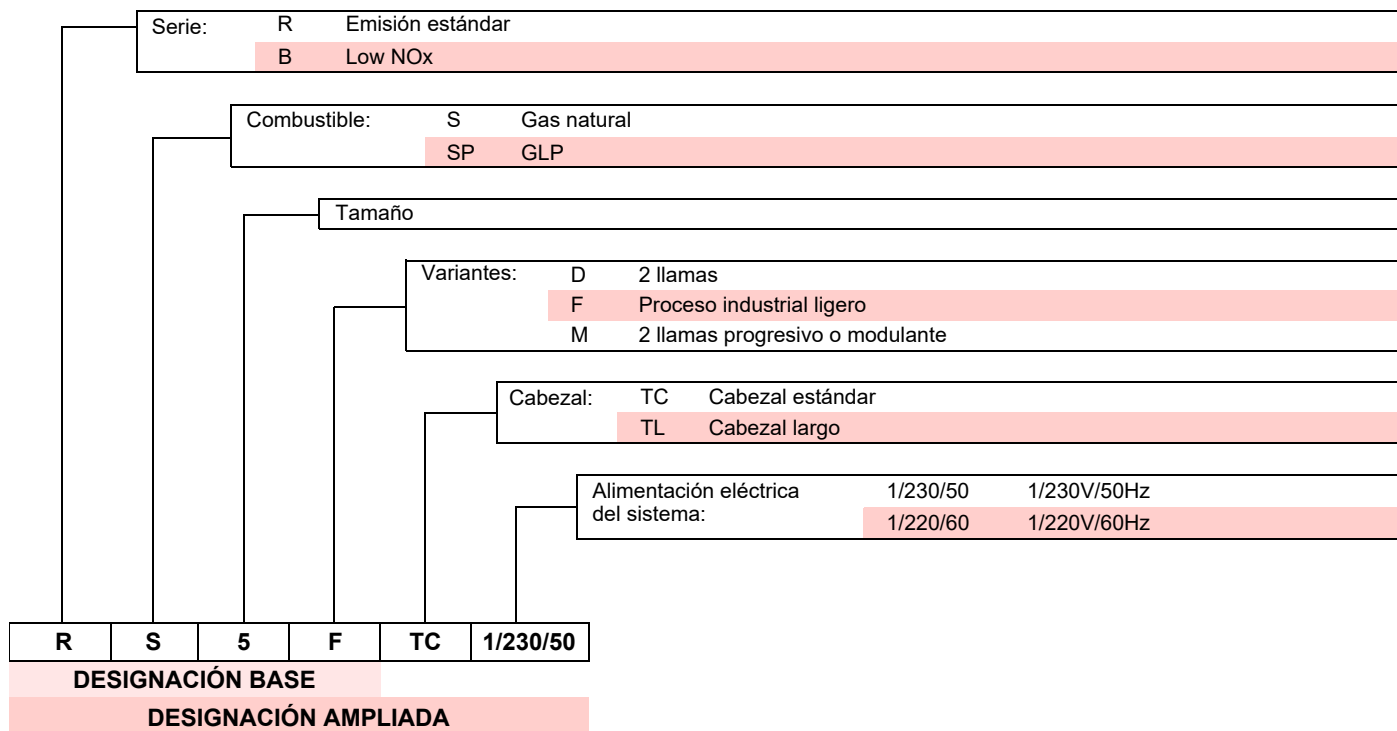 Serie: R Emisión estándar
B Low NOx
Combustible: S Gas natural
SP GLP
Tamaño
Variantes: D 2 llamas
F Proceso industrial ligero
M 2 llamas progresivo o modulante
Cabezal: TC Cabezal estándar
TL Cabezal largo
Alimentación eléctrica del sistema: 1/230/50 1/230V/50Hz
1/220/60 1/220V/60Hz
R S 5 F TC 1/230/50
DESIGNACIÓN BASE
DESIGNACIÓN AMPLIADA